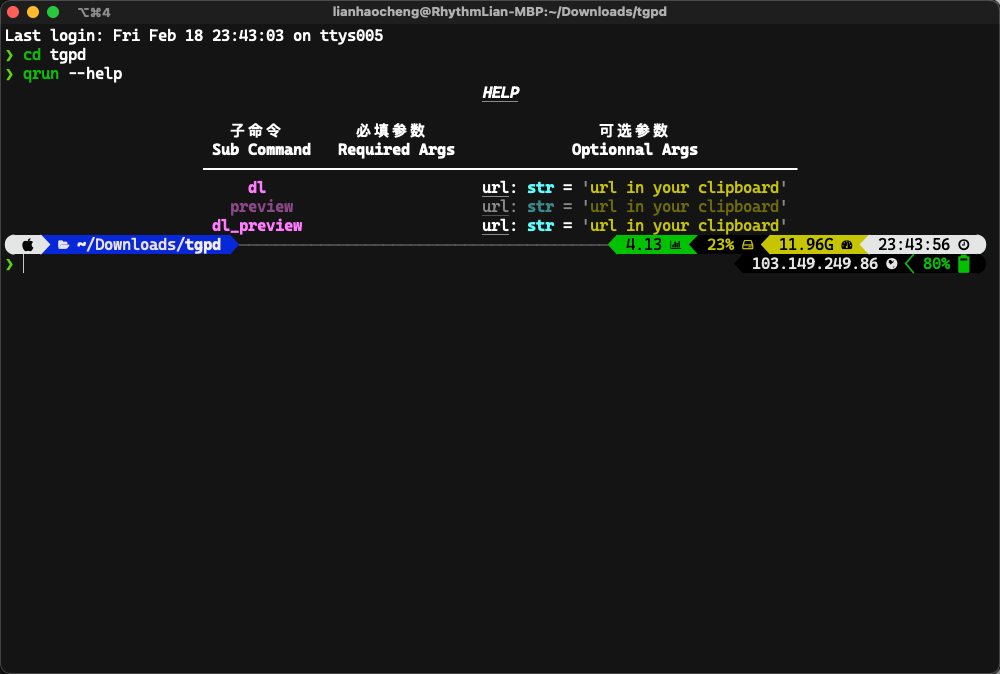 ⌥⌘4 lianhaocheng@RhythmLian-MBP:~/Downloads/tgpd
Last login: Fri Feb 18 23:43:03 on ttys005
❯ cd tgpd
❯ qrun --help
HELP
子命令 必填参数 可选参数
Sub Command Required Args Optionnal Args
dl url: str = 'url in your clipboard'
preview url: str = 'url in your clipboard'
dl_preview url: str = 'url in your clipboard'
~/Downloads/tgpd 4.13 23% 11.96G 23:43:56
❯ 103.149.249.86 80%